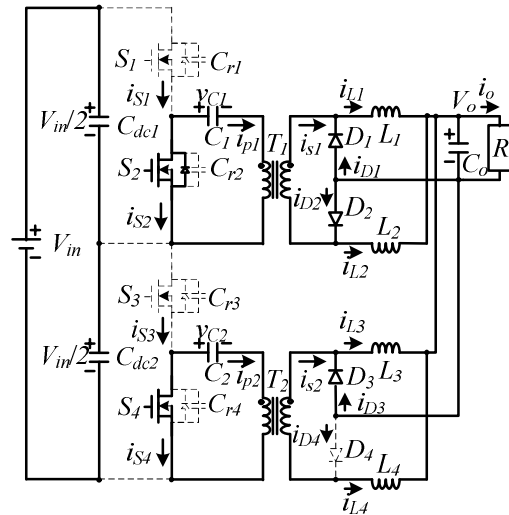 S1
Cr1
iS1
vC1
iL1
Vo
io
Vin/2
Cdc1
C1
ip1
T1
is1
D1
L1
Co
R
S2
Cr2
iD1
iD2
D2
iS2
L2
iL2
Vin
S3
Cr3
iS3
vC2
iL3
Vin/2
Cdc2
C2
ip2
T2
is2
D3
L3
S4
Cr4
iD3
iD4
D4
iS4
L4
iL4